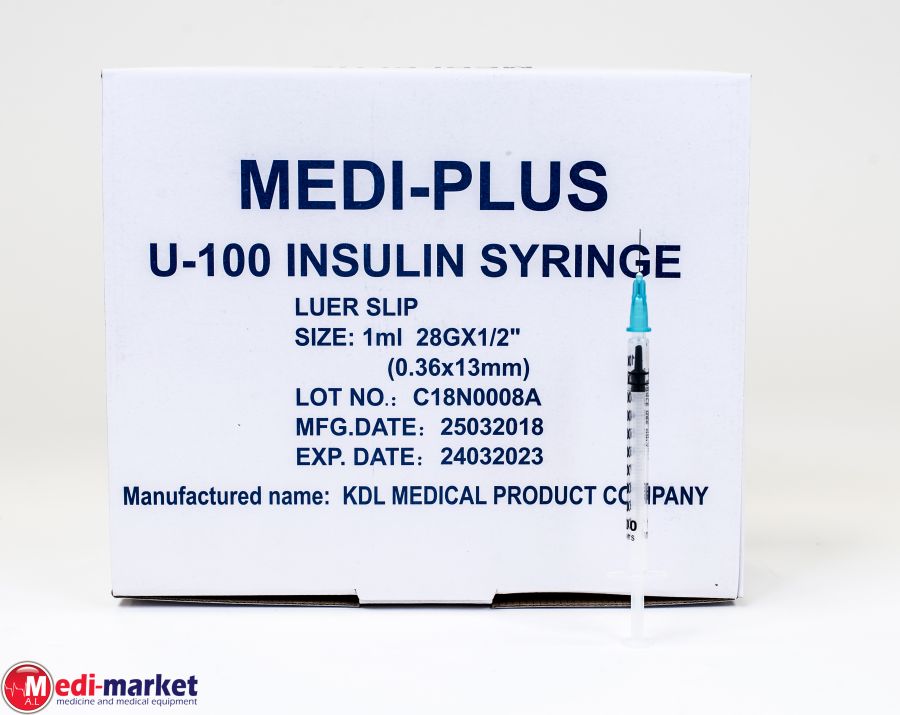 MEDI-PLUS
U-100 INSULIN SYRINGE
LUER SLIP
SIZE: 1ml 28GX1/2"
(0.36x13mm)
LOT NO.: C18N0008A
MFG.DATE: 25032018
EXP. DATE: 24032023
Manufactured name: KDL MEDICAL PRODUCT COMPANY
Medi-market
A.L
medicine and medical equipment